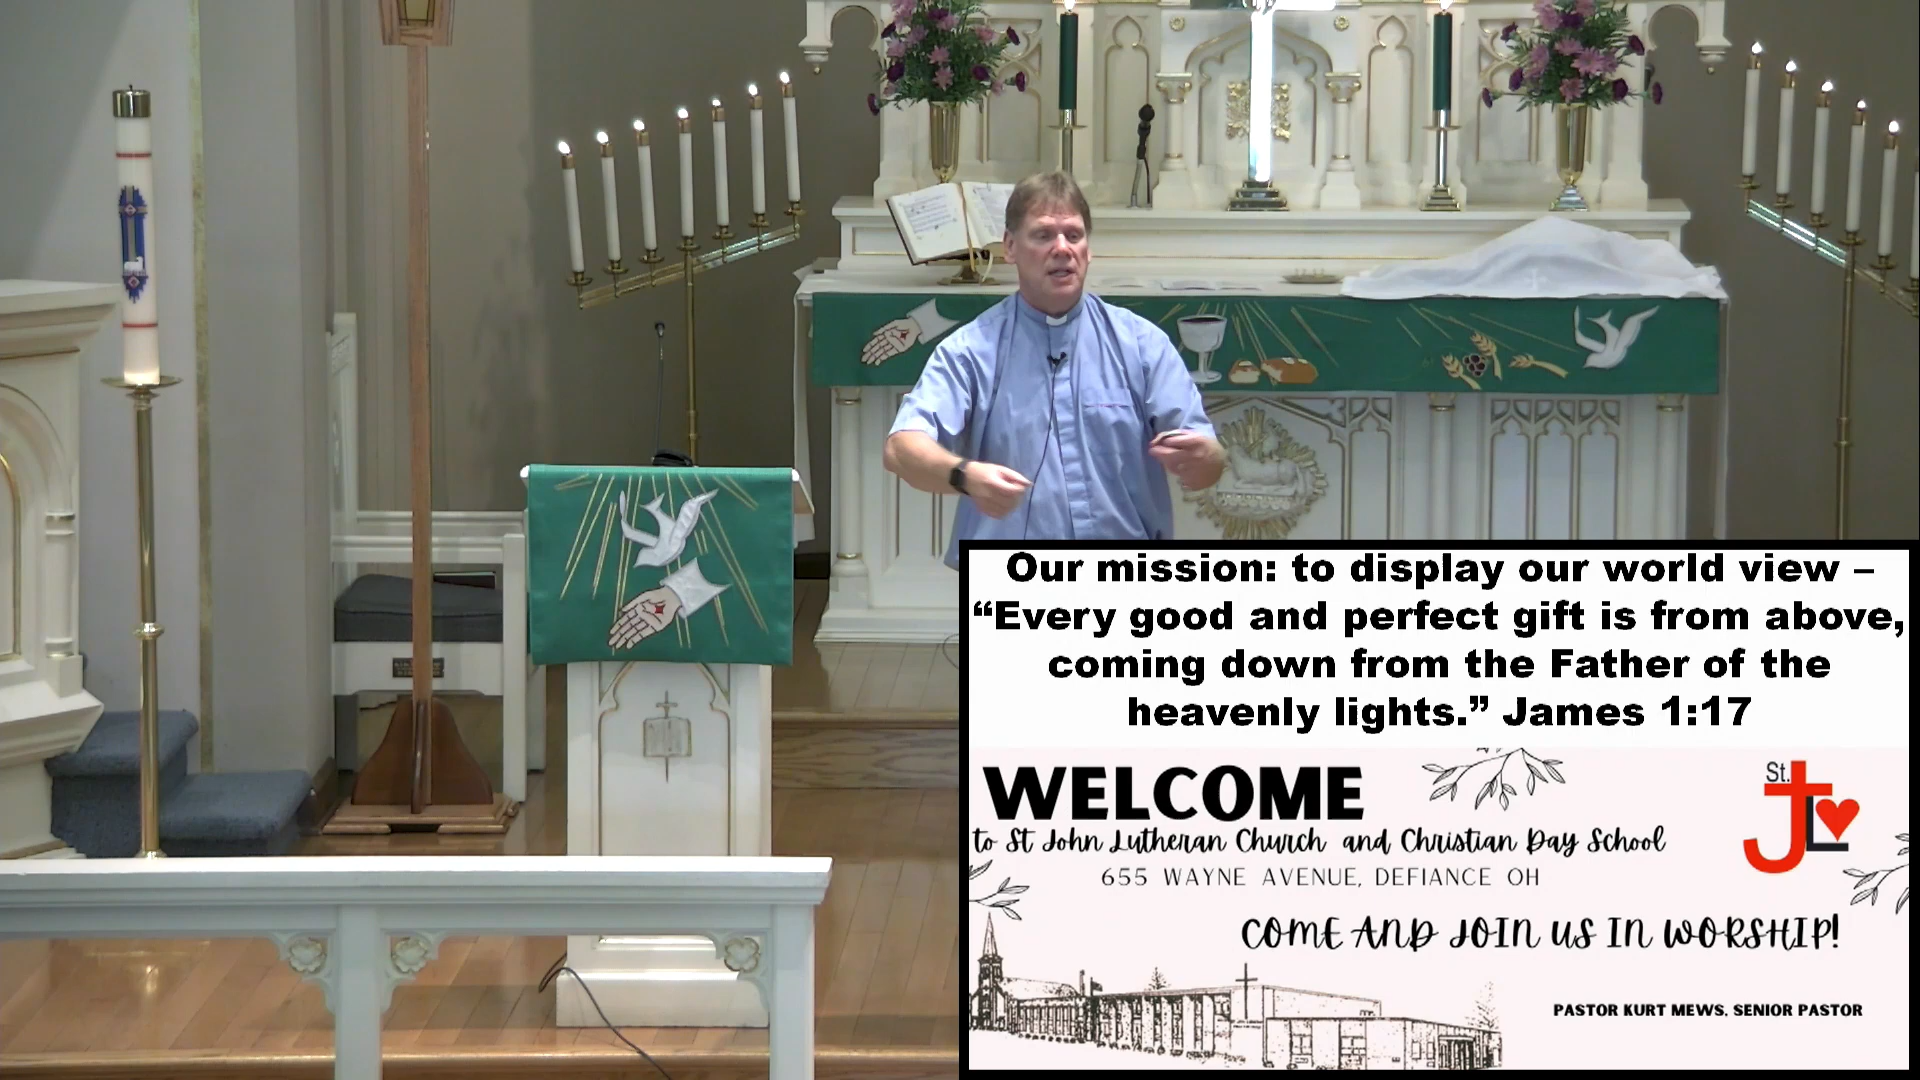 Our mission: to display our world view –
“Every good and perfect gift is from above,
coming down from the Father of the
heavenly lights.” James 1:17
WELCOME
St.
JL
to St John Lutheran Church and Christian Day School
655 WAYNE AVENUE, DEFIANCE OH
COME AND JOIN US IN WORSHIP!
PASTOR KURT MEWS. SENIOR PASTOR